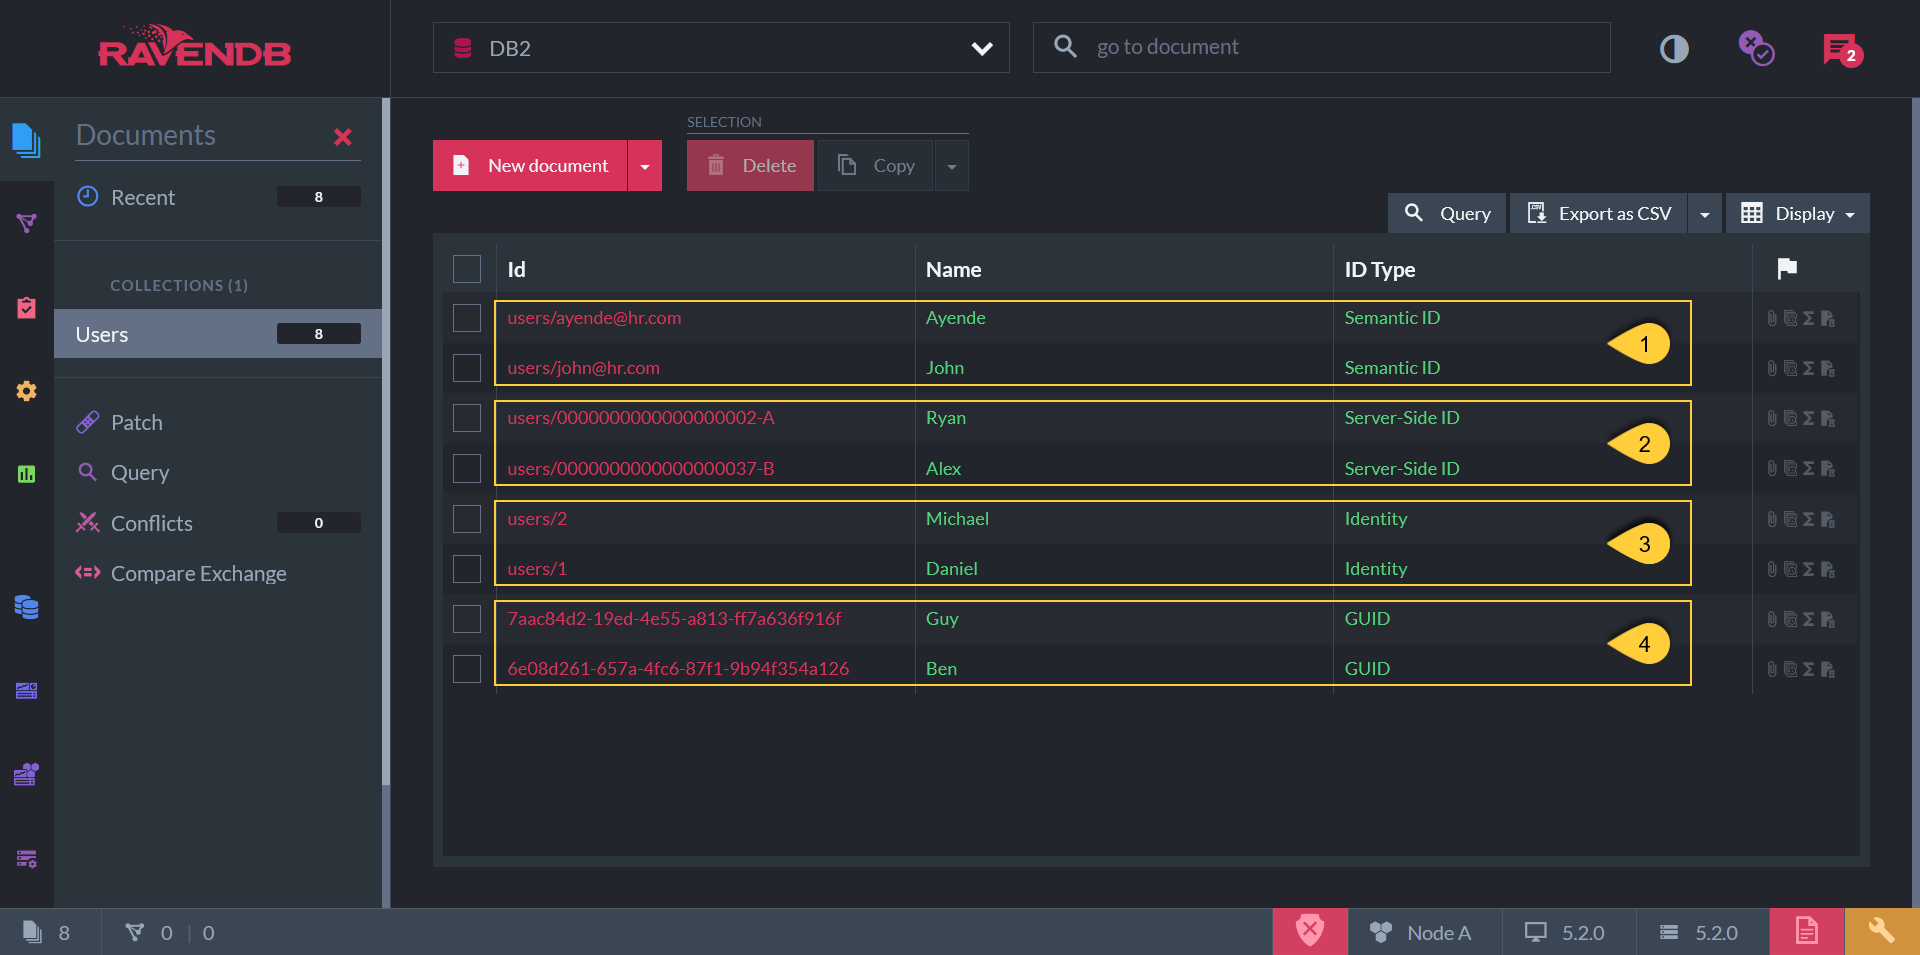 RAVENDB
DB2
go to document
2
Documents
Recent 8
COLLECTIONS (1)
Users 8
Patch
Query
Conflicts 0
Compare Exchange
SELECTION
New document
Delete
Copy
Query
Export as CSV
Display
Id Name ID Type
users/ayende@hr.com Ayende Semantic ID
1
users/john@hr.com John Semantic ID
users/0000000000000000002-A Ryan Server-Side ID
2
users/0000000000000000037-B Alex Server-Side ID
users/2 Michael Identity
3
users/1 Daniel Identity
7aac84d2-19ed-4e55-a813-ff7a636f916f Guy GUID
4
6e08d261-657a-4fc6-87f1-9b94f354a126 Ben GUID
8 0 | 0 Node A 5.2.0 5.2.0